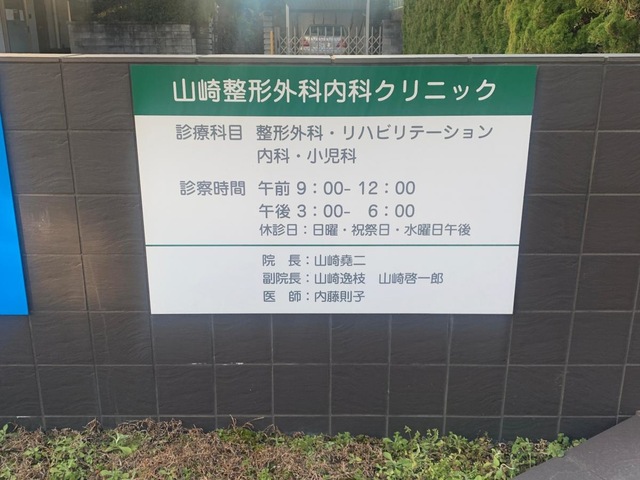 山崎整形外科内科クリニック
診療科目 整形外科・リハビリテーション
内科・小児科
診察時間 午前 9：00- 12：00
午後 3：00- 6：00
休診日：日曜・祝祭日・水曜日午後
院 長：山崎堯二
副院長：山崎逸枝 山崎啓一郎
医 師：内藤則子